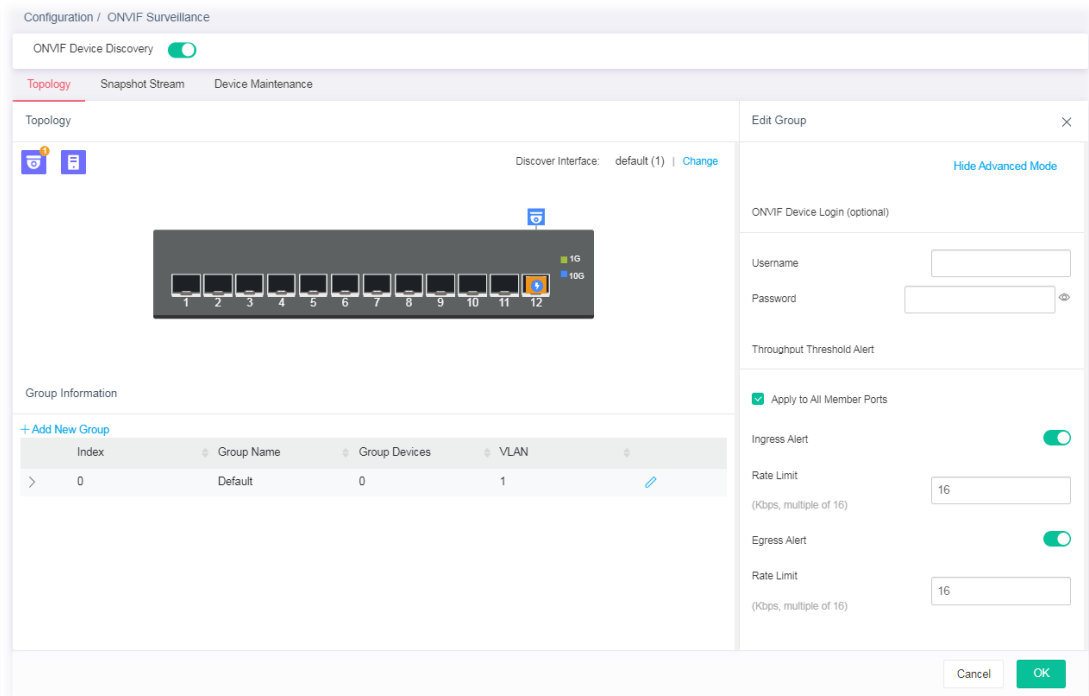 Configuration / ONVIF Surveillance
ONVIF Device Discovery
Topology Snapshot Stream Device Maintenance
Topology
1
Discover Interface: default (1) | Change
1G
10G
1 2 3 4 5 6 7 8 9 10 11 12
Group Information
+ Add New Group
Index Group Name Group Devices VLAN
0 Default 0 1
Edit Group
Hide Advanced Mode
ONVIF Device Login (optional)
Username
Password
Throughput Threshold Alert
Apply to All Member Ports
Ingress Alert
Rate Limit
(Kbps, multiple of 16)
16
Egress Alert
Rate Limit
(Kbps, multiple of 16)
16
Cancel OK